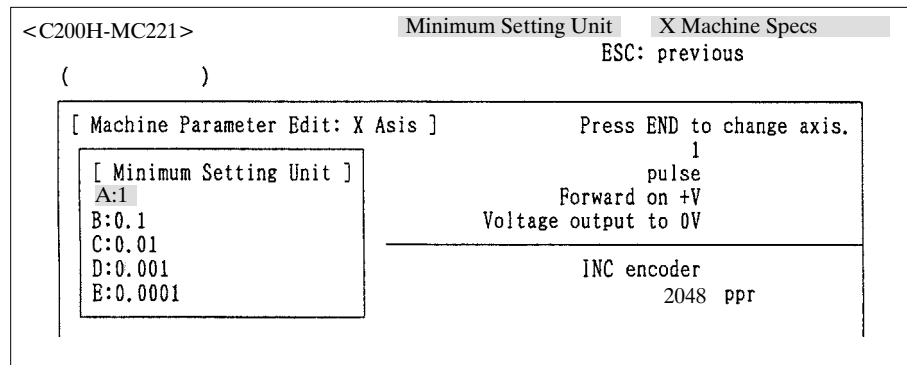 <C200H-MC221> Minimum Setting Unit X Machine Specs
ESC: previous
( )
[ Machine Parameter Edit: X Asis ] Press END to change axis.
[ Minimum Setting Unit ] 1
A:1 pulse
Forward on +V
B:0.1 Voltage output to 0V
C:0.01
D:0.001 INC encoder
E:0.0001 2048 ppr